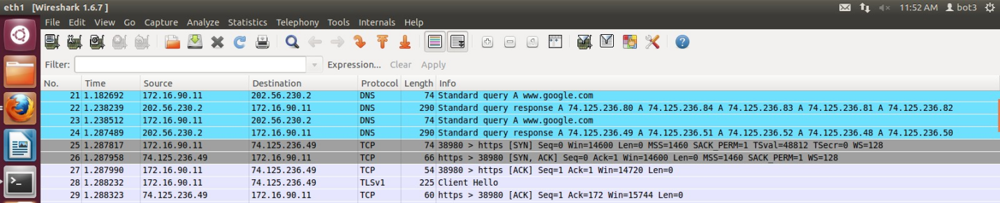 eth1 [Wireshark 1.6.7 ] 11:52 AM bot3
File Edit View Go Capture Analyze Statistics Telephony Tools Internals Help
Filter: Expression... Clear Apply
No. Time Source Destination Protocol Length Info
21 1.182692 172.16.90.11 202.56.230.2 DNS 74 Standard query A www.google.com
22 1.238239 202.56.230.2 172.16.90.11 DNS 290 Standard query response A 74.125.236.80 A 74.125.236.84 A 74.125.236.83 A 74.125.236.81 A 74.125.236.82
23 1.238512 172.16.90.11 202.56.230.2 DNS 74 Standard query A www.google.com
24 1.287489 202.56.230.2 172.16.90.11 DNS 290 Standard query response A 74.125.236.49 A 74.125.236.51 A 74.125.236.52 A 74.125.236.48 A 74.125.236.50
25 1.287817 172.16.90.11 74.125.236.49 TCP 74 38980 > https [SYN] Seq=0 Win=14600 Len=0 MSS=1460 SACK_PERM=1 TSval=48812 TSecr=0 WS=128
26 1.287958 74.125.236.49 172.16.90.11 TCP 66 https > 38980 [SYN, ACK] Seq=0 Ack=1 Win=14600 Len=0 MSS=1460 SACK_PERM=1 WS=128
27 1.287990 172.16.90.11 74.125.236.49 TCP 54 38980 > https [ACK] Seq=1 Ack=1 Win=14720 Len=0
28 1.288232 172.16.90.11 74.125.236.49 TLSv1 225 Client Hello
29 1.288323 74.125.236.49 172.16.90.11 TCP 60 https > 38980 [ACK] Seq=1 Ack=172 Win=15744 Len=0